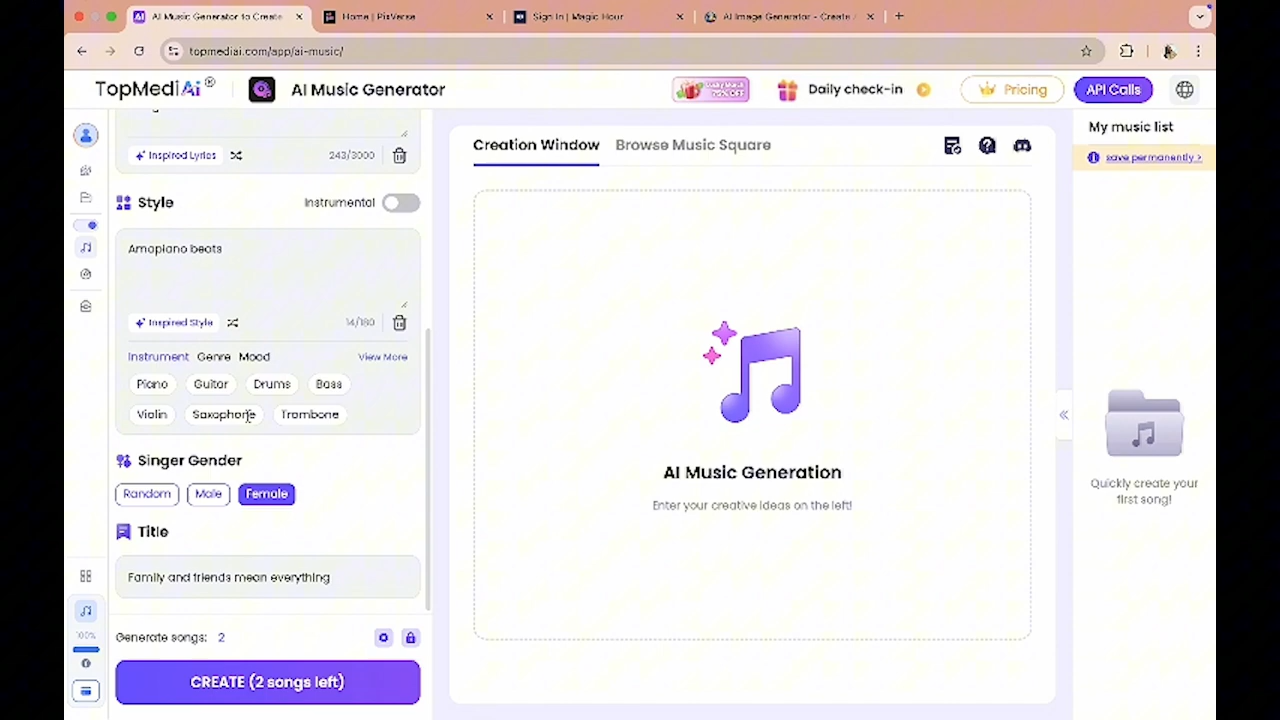 AI Music Generator to Create
Home | PixVerse
Sign In | Magic Hour
AI Image Generator - Create
topmediai.com/app/ai-music/
TopMediAi
AI Music Generator
75% OFF
Daily check-in
Pricing
API Calls
Inspired Lyrics
243/3000
Style
Instrumental
Amapiano beats
Inspired Style
14/180
Instrument Genre Mood
View More
Piano Guitar Drums Bass
Violin Saxophone Trombone
Singer Gender
Random Male Female
Title
Family and friends mean everything
Generate songs: 2
CREATE (2 songs left)
100%
Creation Window
Browse Music Square
AI Music Generation
Enter your creative ideas on the left!
My music list
save permanently >
Quickly create your
first song!